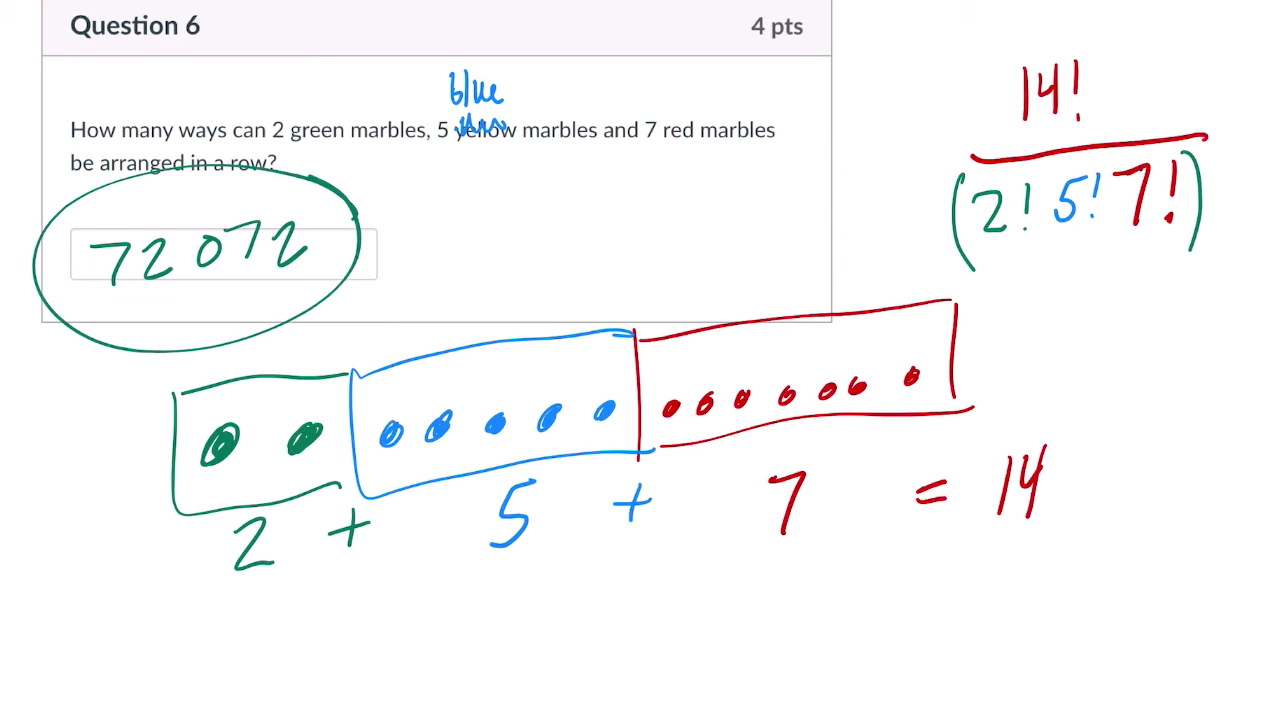 Question 6
4 pts
blue
How many ways can 2 green marbles, 5 yellow marbles and 7 red marbles
be arranged in a row?
72072
14!
(2! 5! 7!)
2 + 5 + 7 = 14